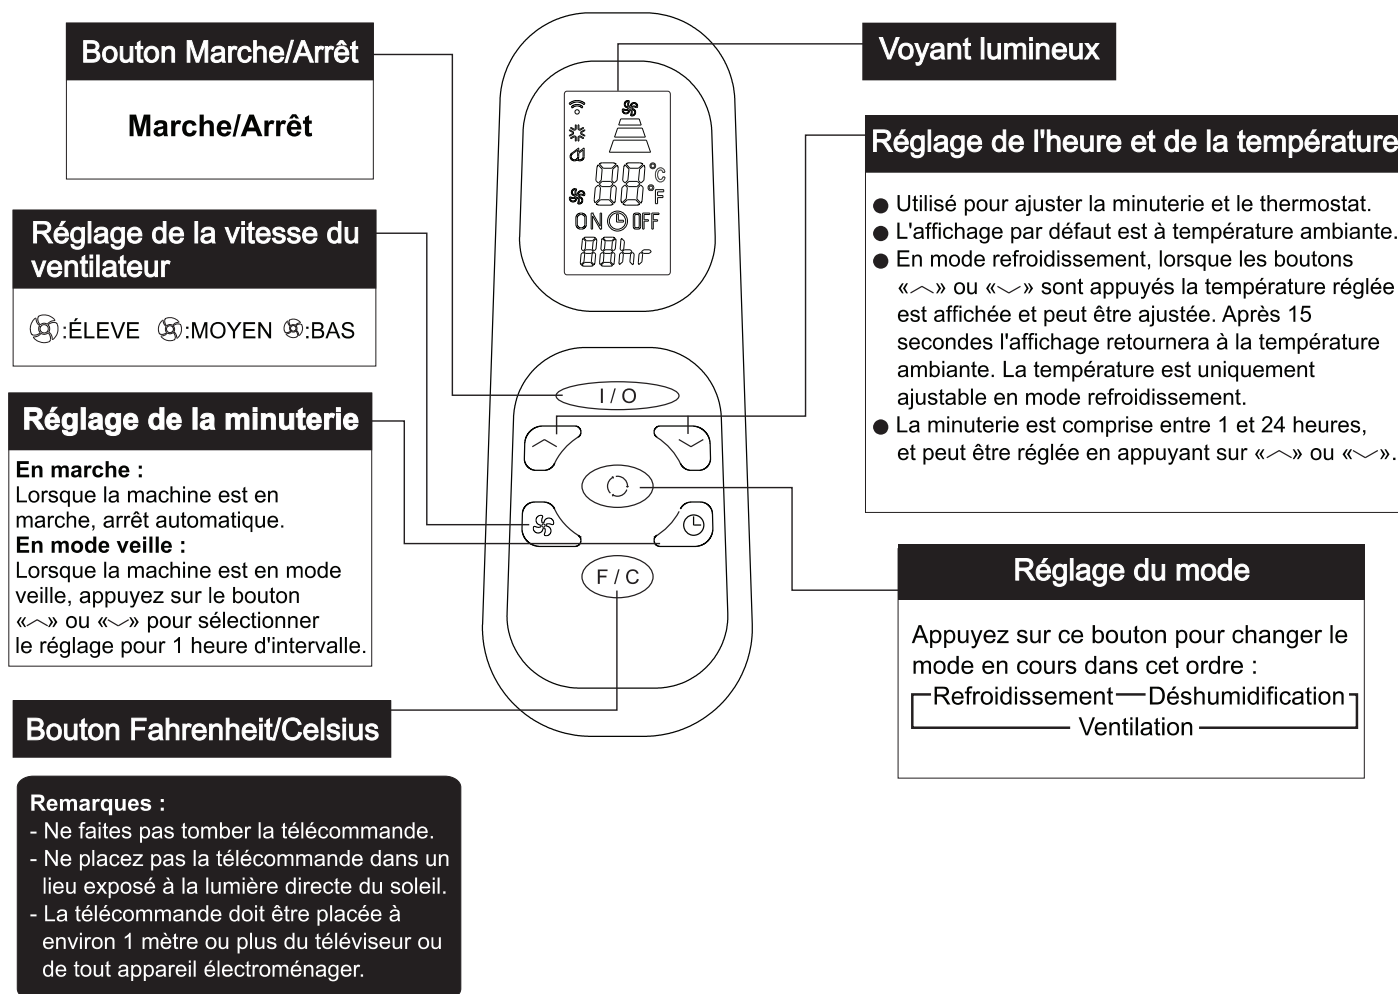 Bouton Marche/Arrêt
Marche/Arrêt
Réglage de la vitesse du
ventilateur
:ÉLEVE :MOYEN :BAS
Réglage de la minuterie
En marche :
Lorsque la machine est en
marche, arrêt automatique.
En mode veille :
Lorsque la machine est en mode
veille, appuyez sur le bouton
«︿» ou «﹀» pour sélectionner
le réglage pour 1 heure d'intervalle.
Bouton Fahrenheit/Celsius
Remarques :
- Ne faites pas tomber la télécommande.
- Ne placez pas la télécommande dans un
lieu exposé à la lumière directe du soleil.
- La télécommande doit être placée à
environ 1 mètre ou plus du téléviseur ou
de tout appareil électroménager.
88°C
°F
ON OFF
88hr
I / O
F / C
Voyant lumineux
Réglage de l'heure et de la température
● Utilisé pour ajuster la minuterie et le thermostat.
● L'affichage par défaut est à température ambiante.
● En mode refroidissement, lorsque les boutons
«︿» ou «﹀» sont appuyés la température réglée
est affichée et peut être ajustée. Après 15
secondes l'affichage retournera à la température
ambiante. La température est uniquement
ajustable en mode refroidissement.
● La minuterie est comprise entre 1 et 24 heures,
et peut être réglée en appuyant sur «︿» ou «﹀».
Réglage du mode
Appuyez sur ce bouton pour changer le
mode en cours dans cet ordre :
Refroidissement — Déshumidification
Ventilation